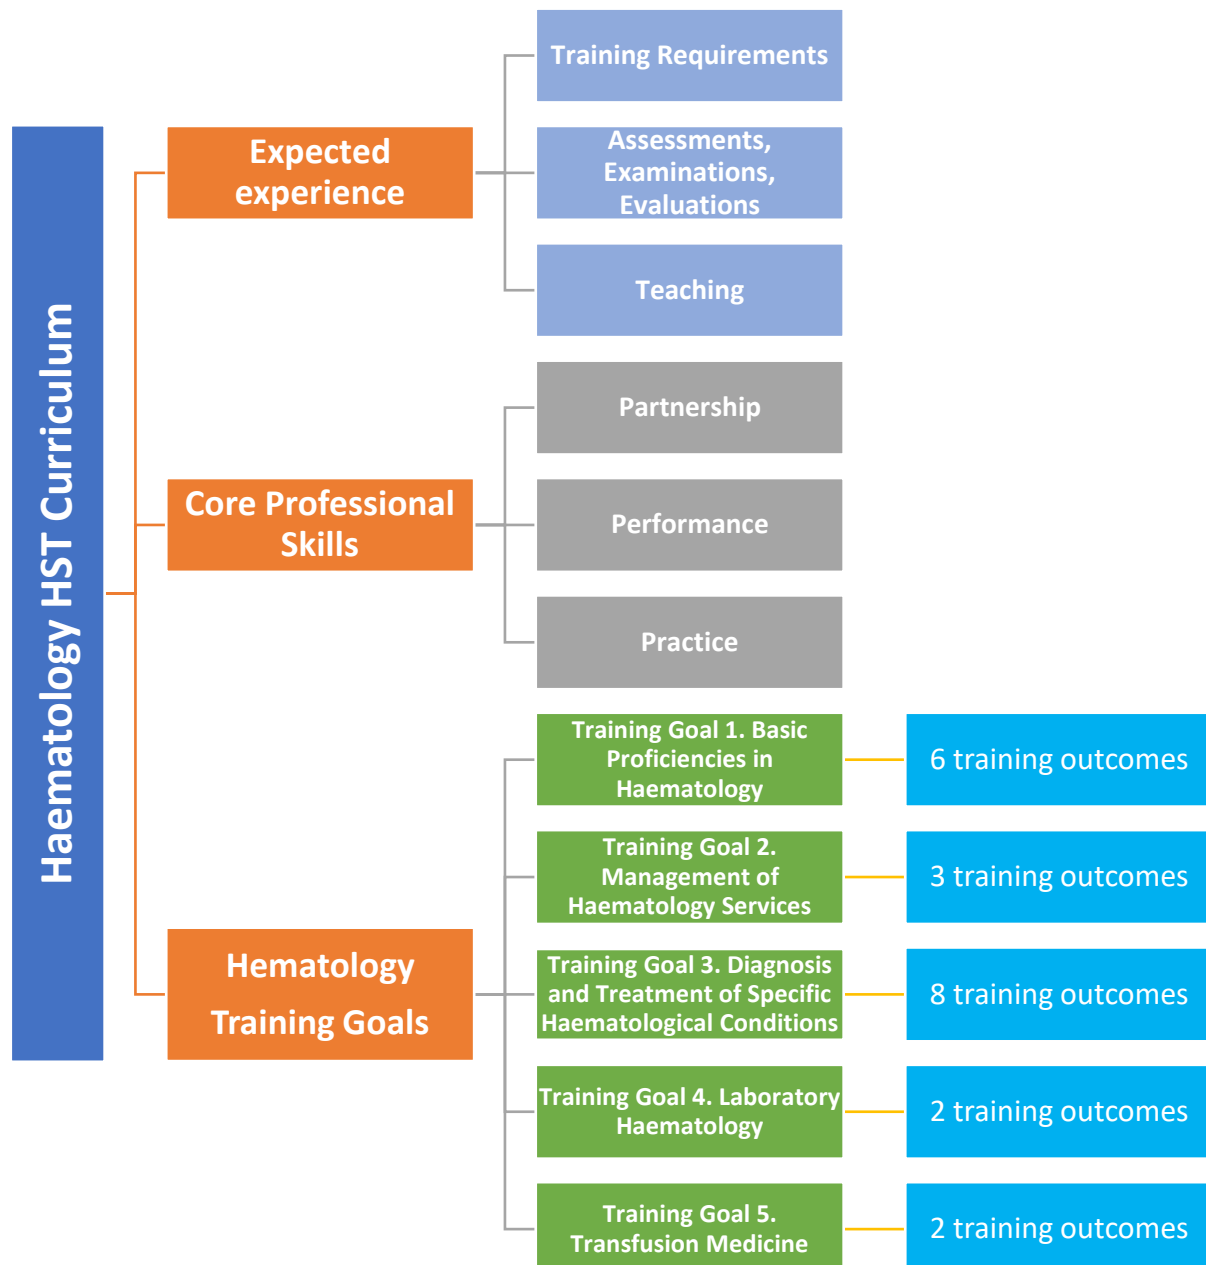 Haematology HST Curriculum
Expected
experience
Training Requirements
Assessments,
Examinations,
Evaluations
Teaching
Core Professional
Skills
Partnership
Performance
Practice
Hematology
Training Goals
Training Goal 1. Basic
Proficiencies in
Haematology
6 training outcomes
Training Goal 2.
Management of
Haematology Services
3 training outcomes
Training Goal 3. Diagnosis
and Treatment of Specific
Haematological Conditions
8 training outcomes
Training Goal 4. Laboratory
Haematology
2 training outcomes
Training Goal 5.
Transfusion Medicine
2 training outcomes